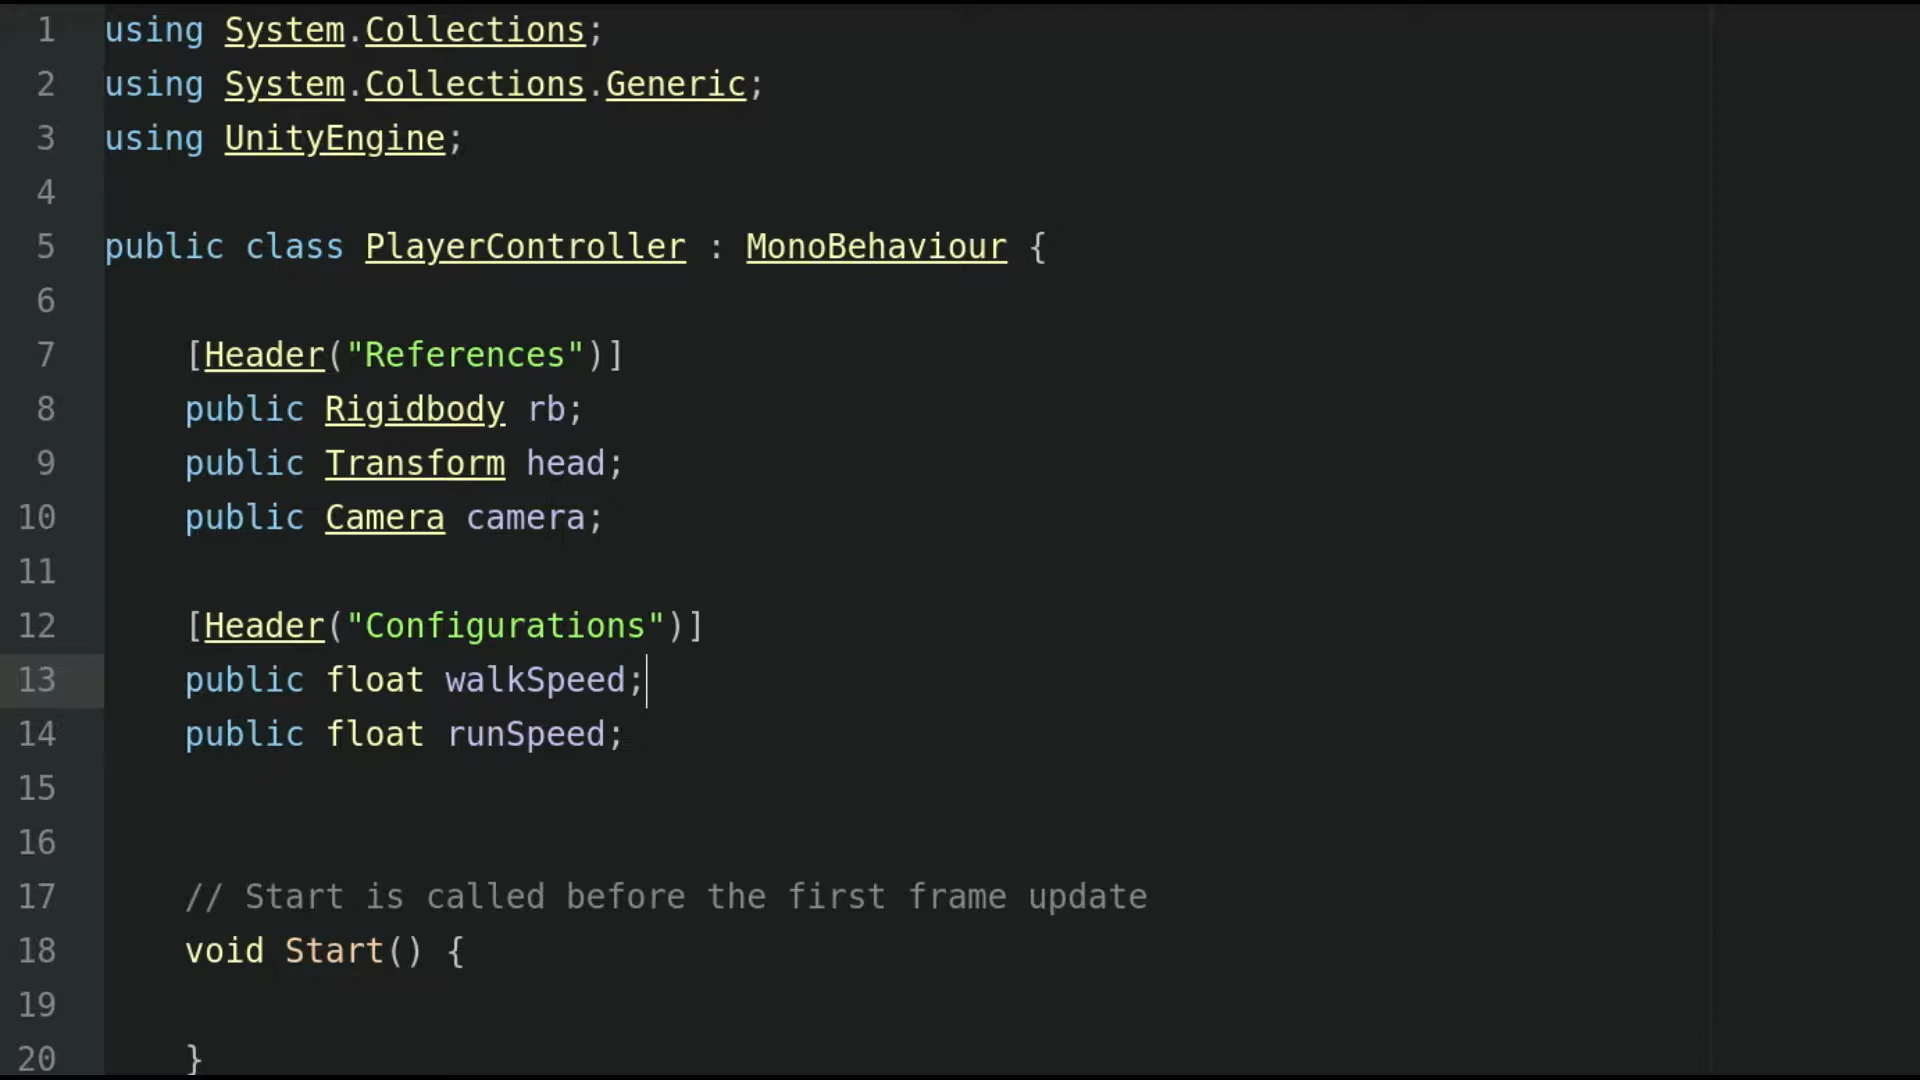 1 using System.Collections;
2 using System.Collections.Generic;
3 using UnityEngine;
4
5 public class PlayerController : MonoBehaviour {
6
7     [Header("References")]
8     public Rigidbody rb;
9     public Transform head;
10     public Camera camera;
11
12     [Header("Configurations")]
13     public float walkSpeed;
14     public float runSpeed;
15
16
17     // Start is called before the first frame update
18     void Start() {
19
20     }